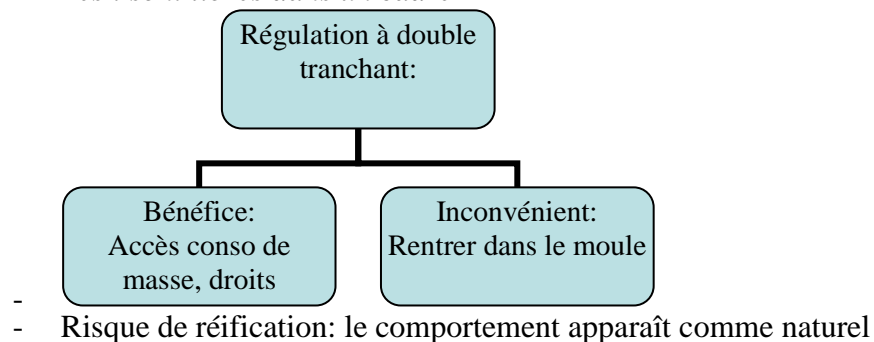 Régulation à double
tranchant:
Bénéfice:
Accès conso de
masse, droits
Inconvénient:
Rentrer dans le moule
-
- Risque de réification: le comportement apparaît comme naturel